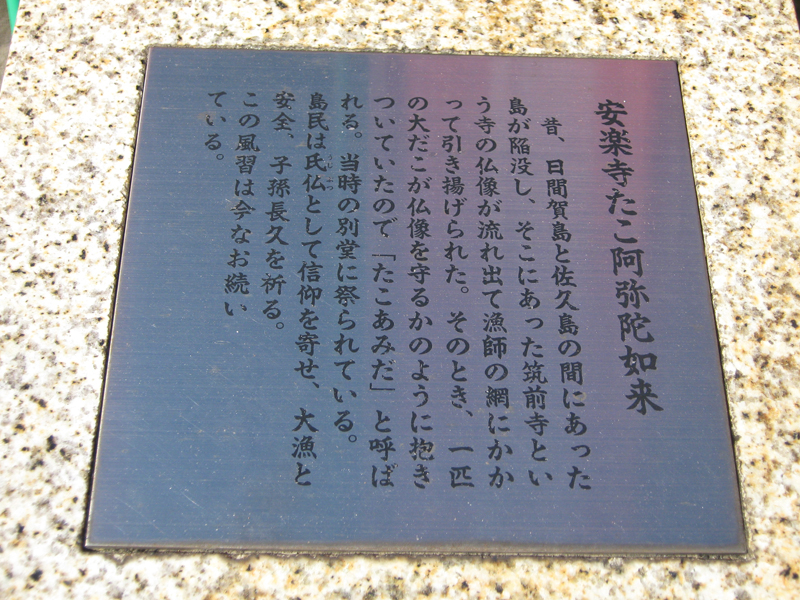 安楽寺たこ阿弥陀如来
昔、日間賀島と佐久島の間にあった
島が陥没し、そこにあった筑前寺とい
う寺の仏像が流れ出て漁師の網にかか
って引き揚げられた。そのとき、一匹
の大だこが仏像を守るかのように抱き
ついていたので「たこあみだ」と呼ば
れる。当時の別堂に祭られている。
島民は氏仏として信仰を寄せ、大漁と
安全、子孫長久を祈る。
この風習は今なお続い
ている。